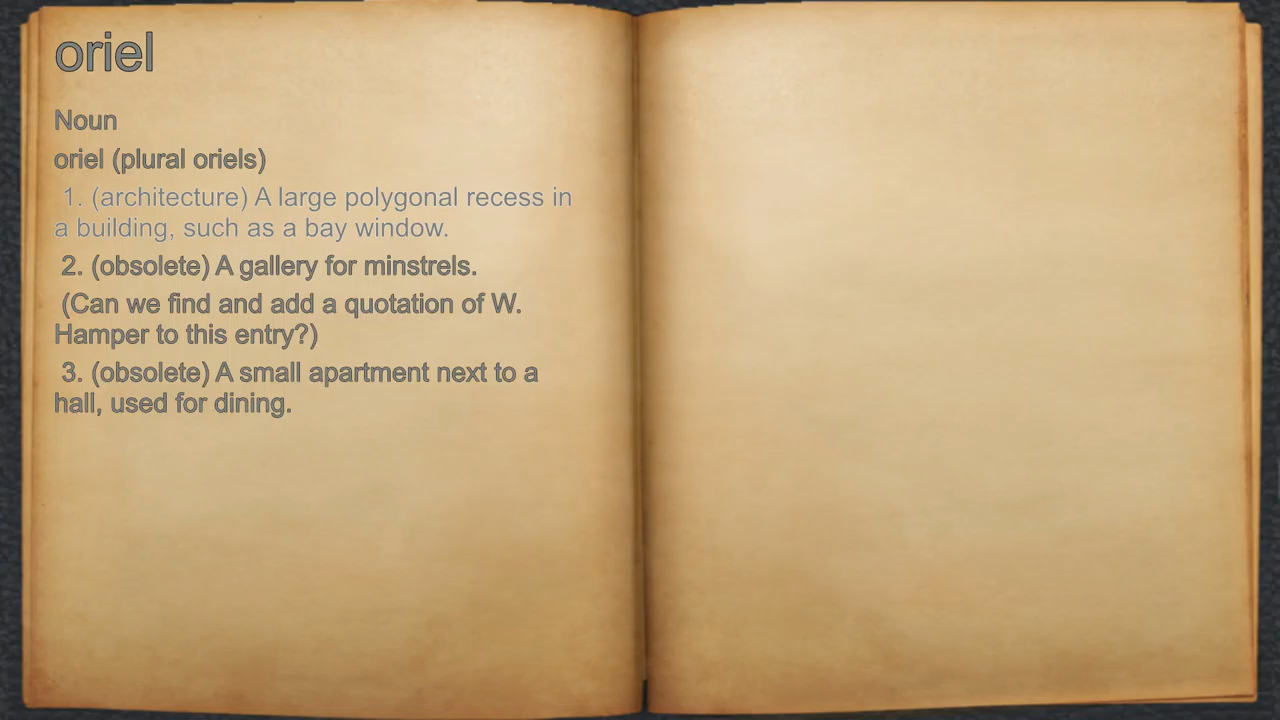 oriel
Noun
oriel (plural oriels)
1. (architecture) A large polygonal recess in
a building, such as a bay window.
2. (obsolete) A gallery for minstrels.
(Can we find and add a quotation of W.
Hamper to this entry?)
3. (obsolete) A small apartment next to a
hall, used for dining.